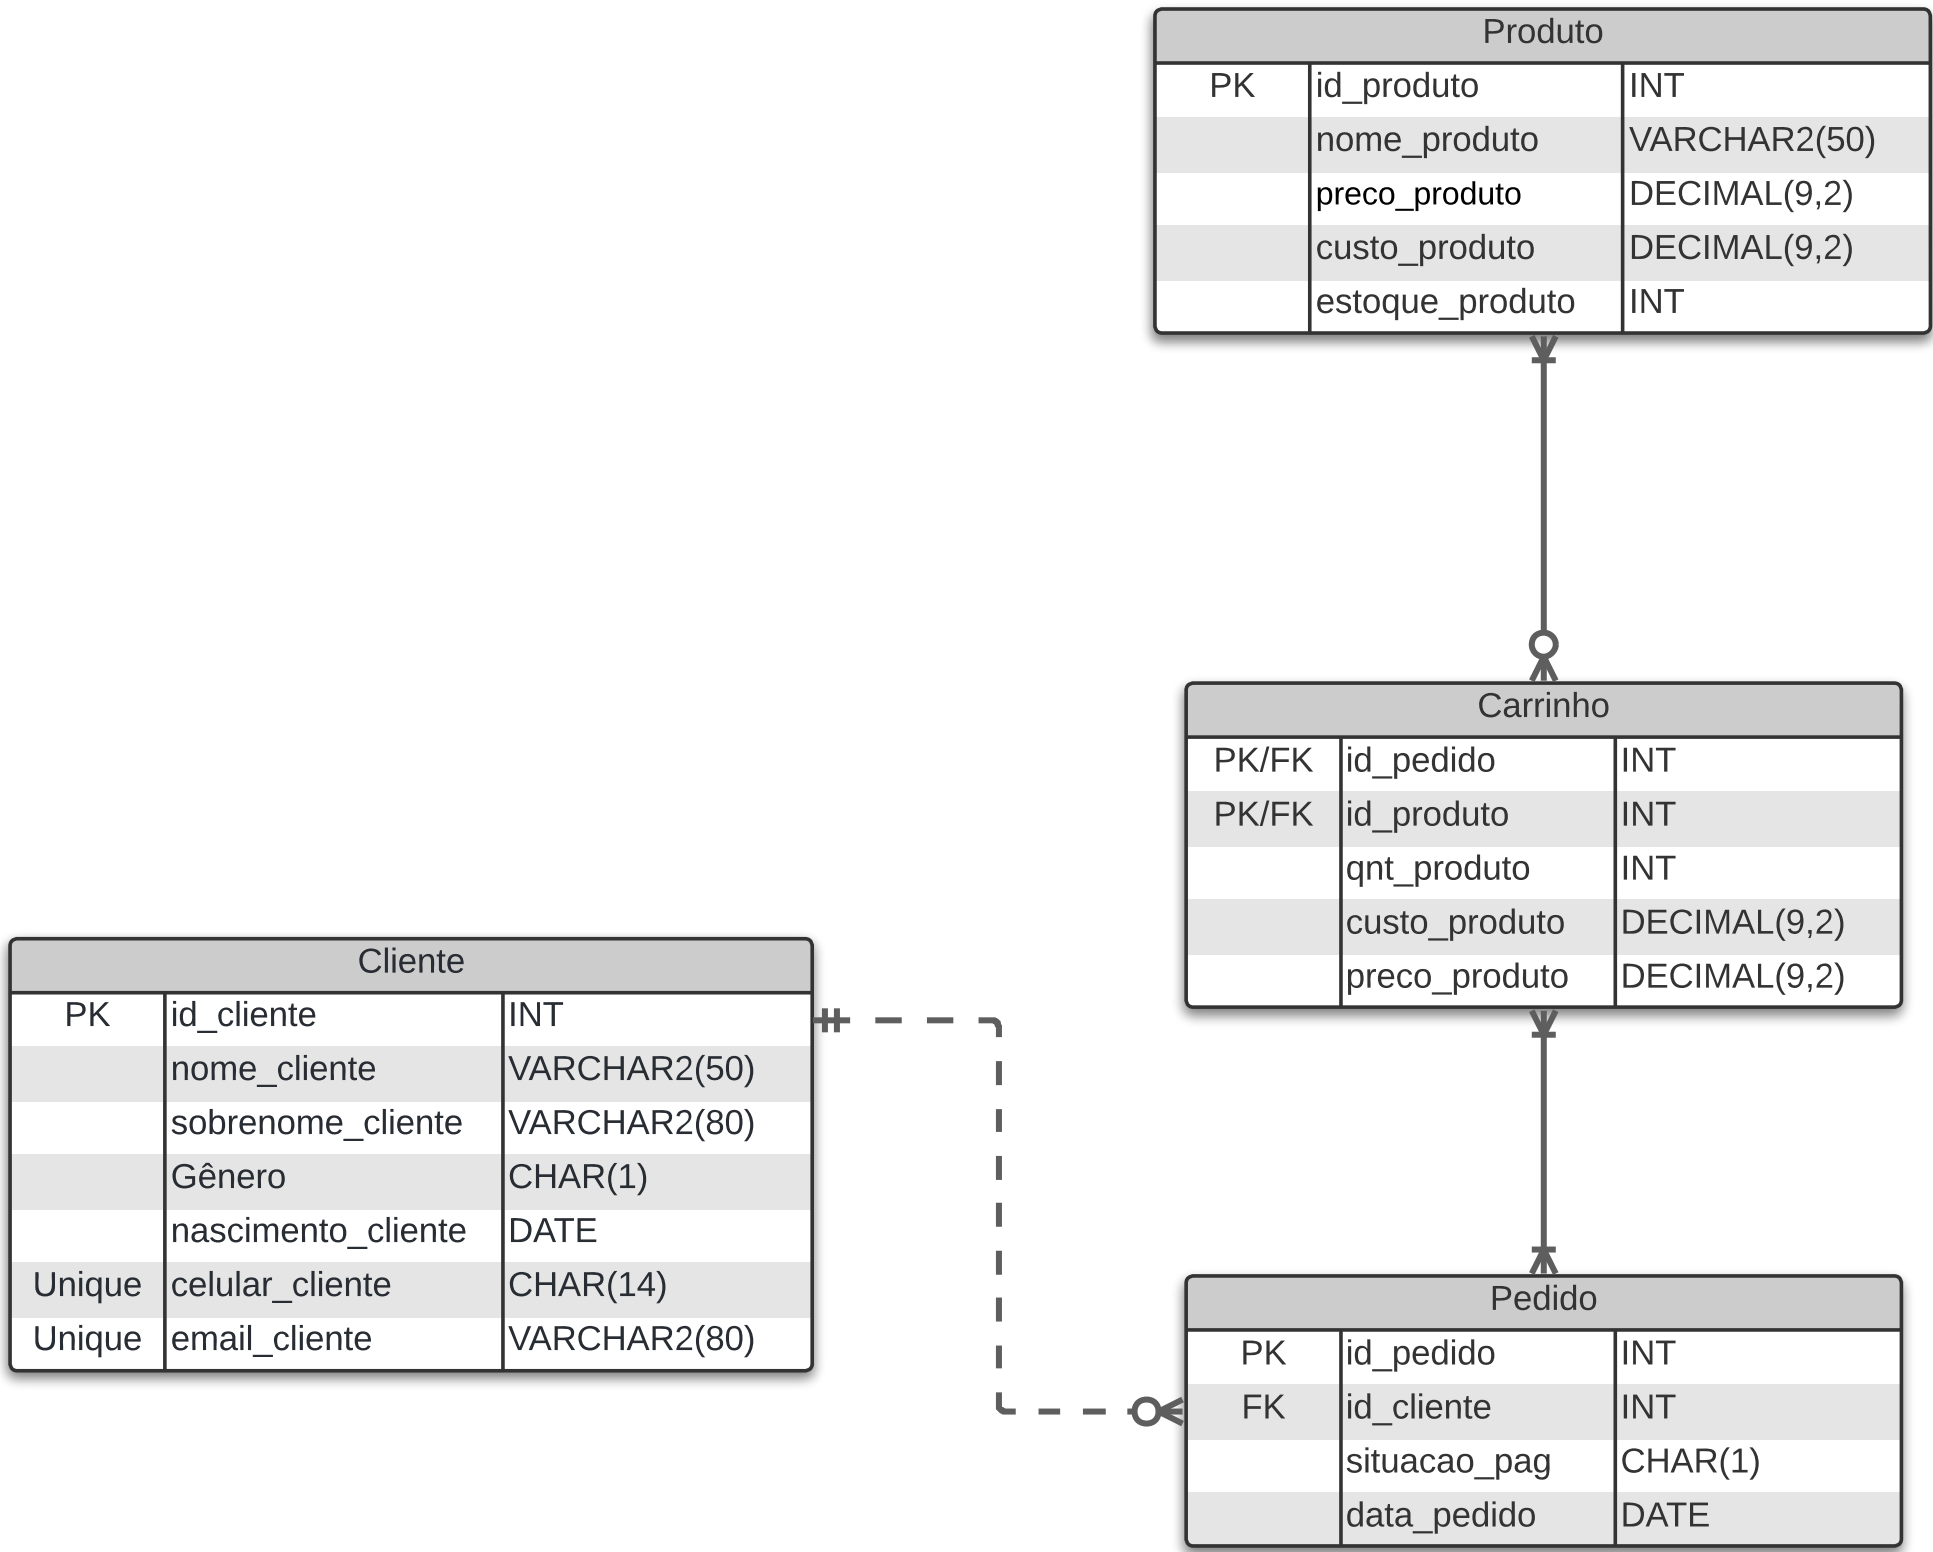 Produto
PK id_produto INT
nome_produto VARCHAR2(50)
preco_produto DECIMAL(9,2)
custo_produto DECIMAL(9,2)
estoque_produto INT
Carrinho
PK/FK id_pedido INT
PK/FK id_produto INT
qnt_produto INT
custo_produto DECIMAL(9,2)
preco_produto DECIMAL(9,2)
Cliente
PK id_cliente INT
nome_cliente VARCHAR2(50)
sobrenome_cliente VARCHAR2(80)
Gênero CHAR(1)
nascimento_cliente DATE
Unique celular_cliente CHAR(14)
Unique email_cliente VARCHAR2(80)
Pedido
PK id_pedido INT
FK id_cliente INT
situacao_pag CHAR(1)
data_pedido DATE